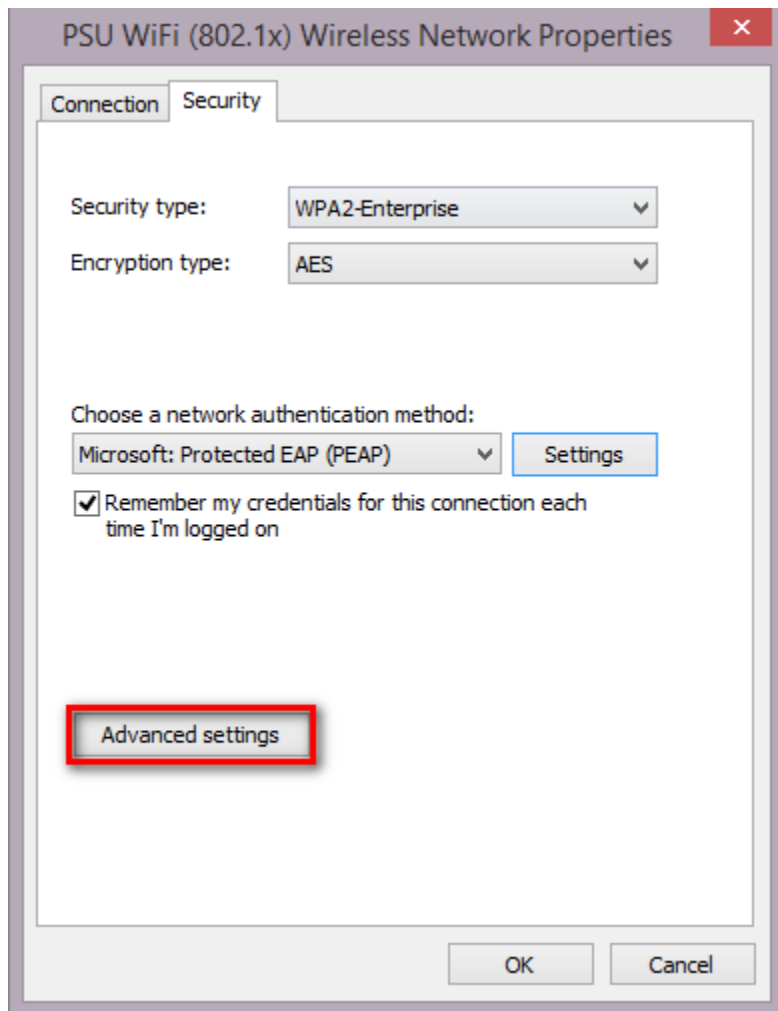 PSU WiFi (802.1x) Wireless Network Properties
Connection
Security
Security type:
WPA2-Enterprise
Encryption type:
AES
Choose a network authentication method:
Microsoft: Protected EAP (PEAP)
Settings
Remember my credentials for this connection each
time I'm logged on
Advanced settings
OK
Cancel